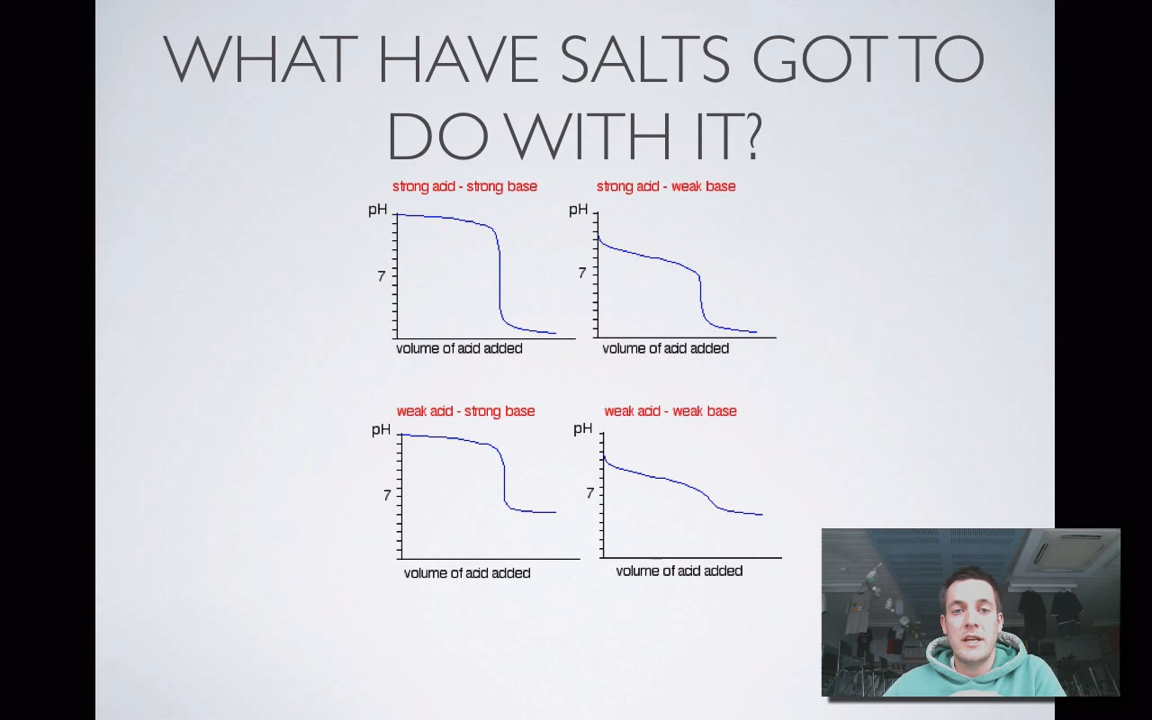 WHAT HAVE SALTS GOT TO
DO WITH IT?
strong acid - strong base
pH
7
volume of acid added
strong acid - weak base
pH
7
volume of acid added
weak acid - strong base
pH
7
volume of acid added
weak acid - weak base
pH
7
volume of acid added